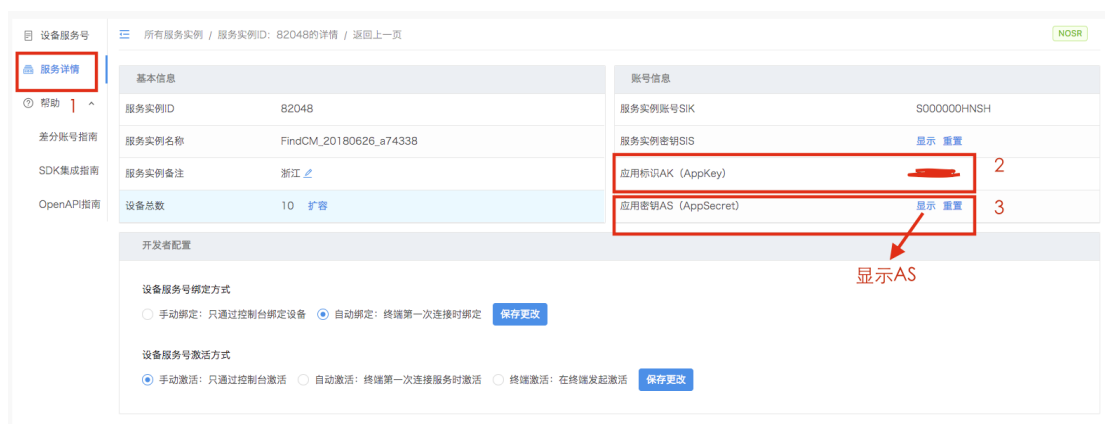 设备服务号
所有服务实例 / 服务实例ID: 82048的详情 / 返回上一页
NOSR
服务详情
帮助
1
差分账号指南
SDK集成指南
OpenAPI指南
基本信息
服务实例ID 82048
服务实例名称 FindCM_20180626_a74338
服务实例备注 浙江
设备总数 10 扩容
账号信息
服务实例账号SIK S000000HNSH
服务实例密钥SIS 显示 重置
应用标识AK (AppKey)
2
应用密钥AS (AppSecret) 显示 重置
3
显示AS
开发者配置
设备服务号绑定方式
手动绑定: 只通过控制台绑定设备 自动绑定: 终端第一次连接时绑定 保存更改
设备服务号激活方式
手动激活: 只通过控制台激活 自动激活: 终端第一次连接服务时激活 终端激活: 在终端发起激活 保存更改